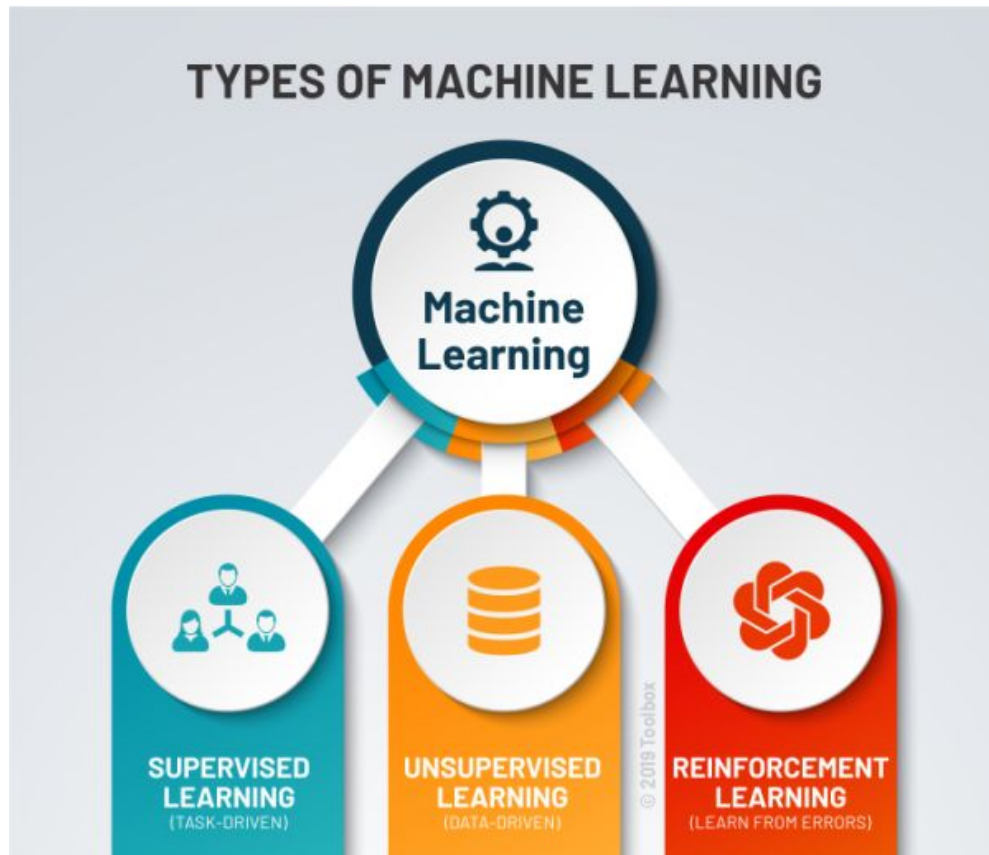 TYPES OF MACHINE LEARNING
Machine
Learning
SUPERVISED
LEARNING
(TASK-DRIVEN)
UNSUPERVISED
LEARNING
(DATA-DRIVEN)
© 2019 Toolbox
REINFORCEMENT
LEARNING
(LEARN FROM ERRORS)